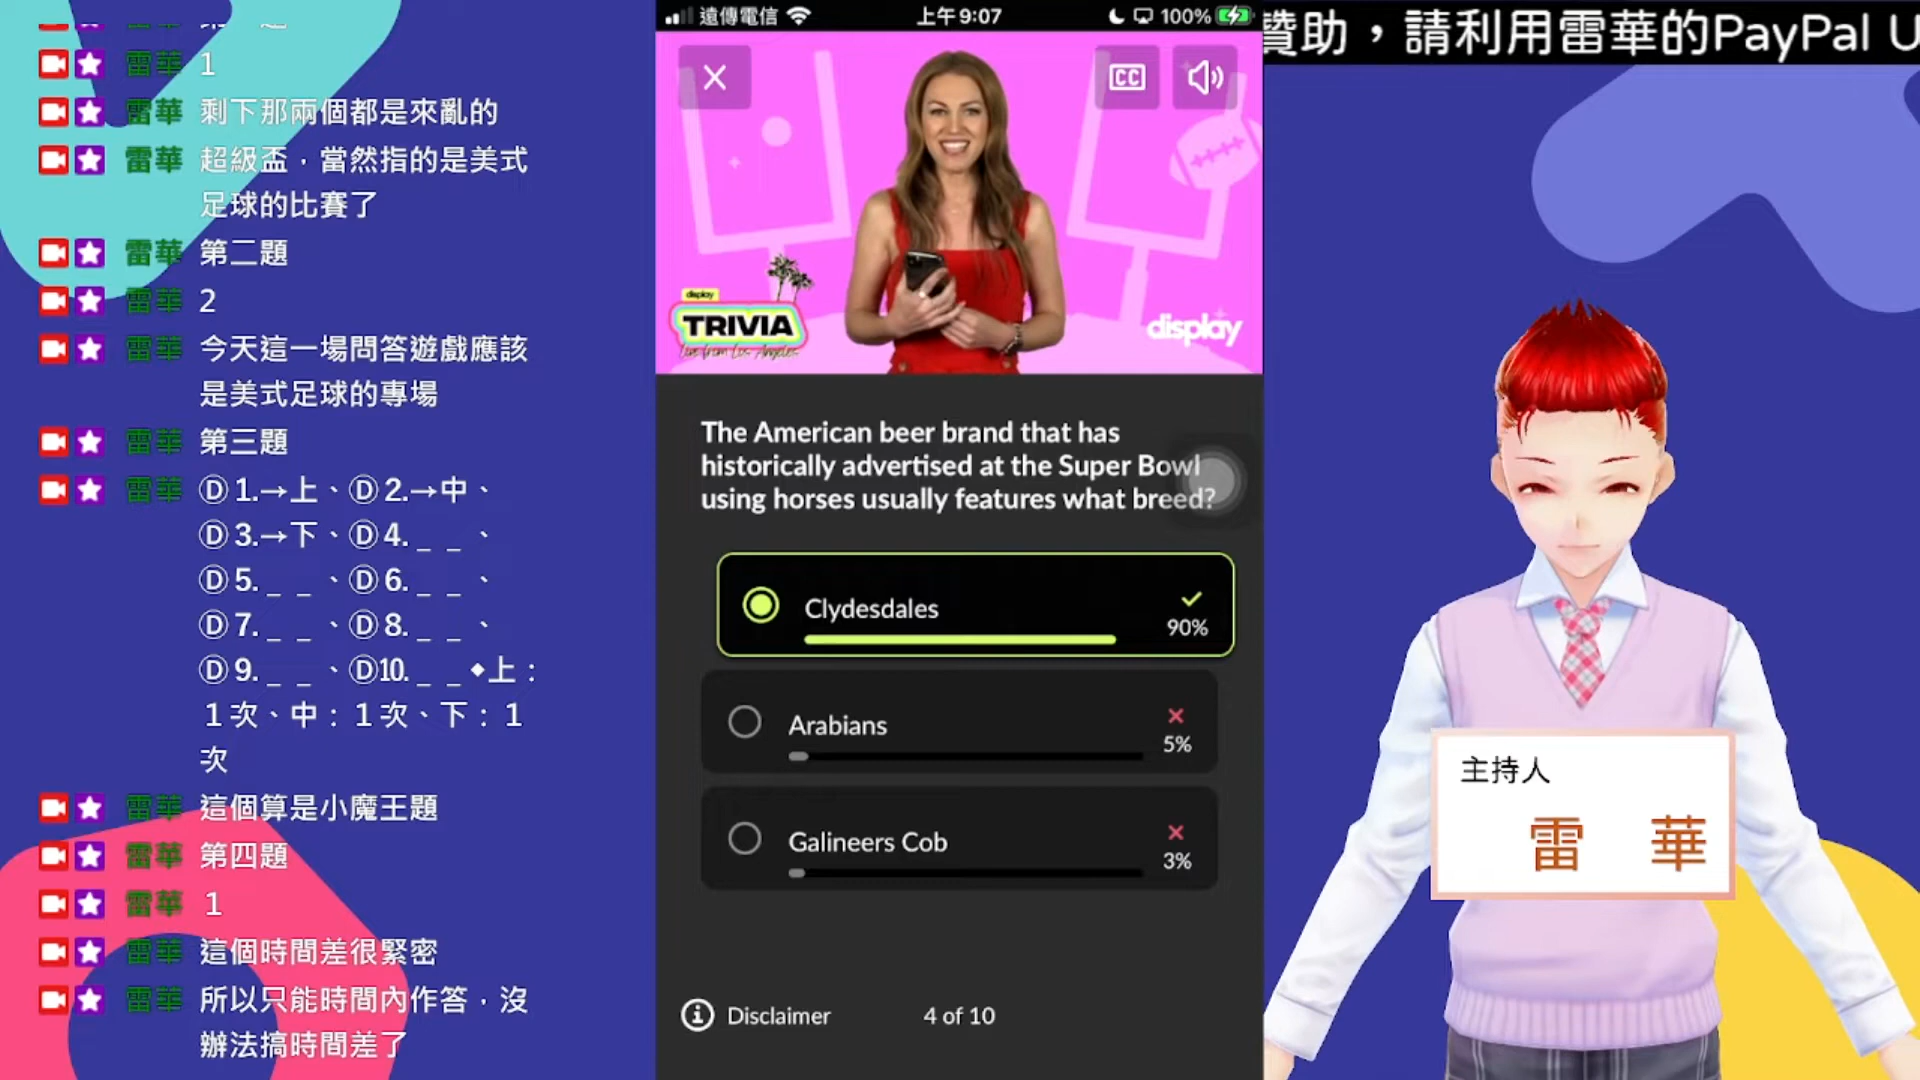 雷華 1
雷華 剩下那兩個都是來亂的
雷華 超級盃，當然指的是美式
足球的比賽了
雷華 第二題
雷華 2
雷華 今天這一場問答遊戲應該
是美式足球的專場
雷華 第三題
雷華 Ⓓ1.→上、Ⓓ2.→中、
Ⓓ3.→下、Ⓓ4._ _、
Ⓓ5._ _、Ⓓ6._ _、
Ⓓ7._ _、Ⓓ8._ _、
Ⓓ9._ _、Ⓓ10._ _◆上：
1次、中：1次、下：1
次
雷華 這個算是小魔王題
雷華 第四題
雷華 1
雷華 這個時間差很緊密
雷華 所以只能時間內作答，沒
辦法搞時間差了
遠傳電信 上午9:07 100%
CC
display
TRIVIA
Live from Los Angeles
display
The American beer brand that has
historically advertised at the Super Bowl
using horses usually features what breed?
Clydesdales
90%
Arabians
5%
Galineers Cob
3%
Disclaimer 4 of 10
贊助，請利用雷華的PayPal U
主持人
雷 華